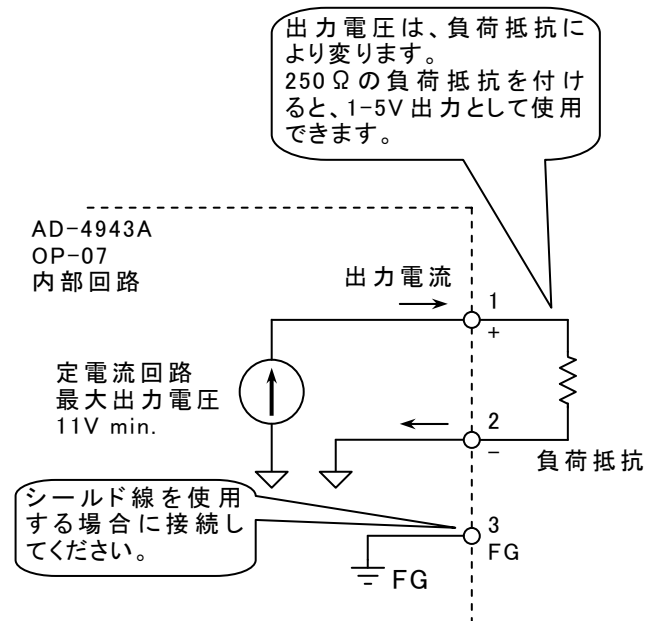 出力電圧は、負荷抵抗に
より変ります。
250Ωの負荷抵抗を付け
ると、1-5V出力として使用
できます。
AD-4943A
OP-07
内部回路
出力電流
1
+
定電流回路
最大出力電圧
11V min.
2
-
負荷抵抗
シールド線を使用
する場合に接続し
てください。
3
FG
FG